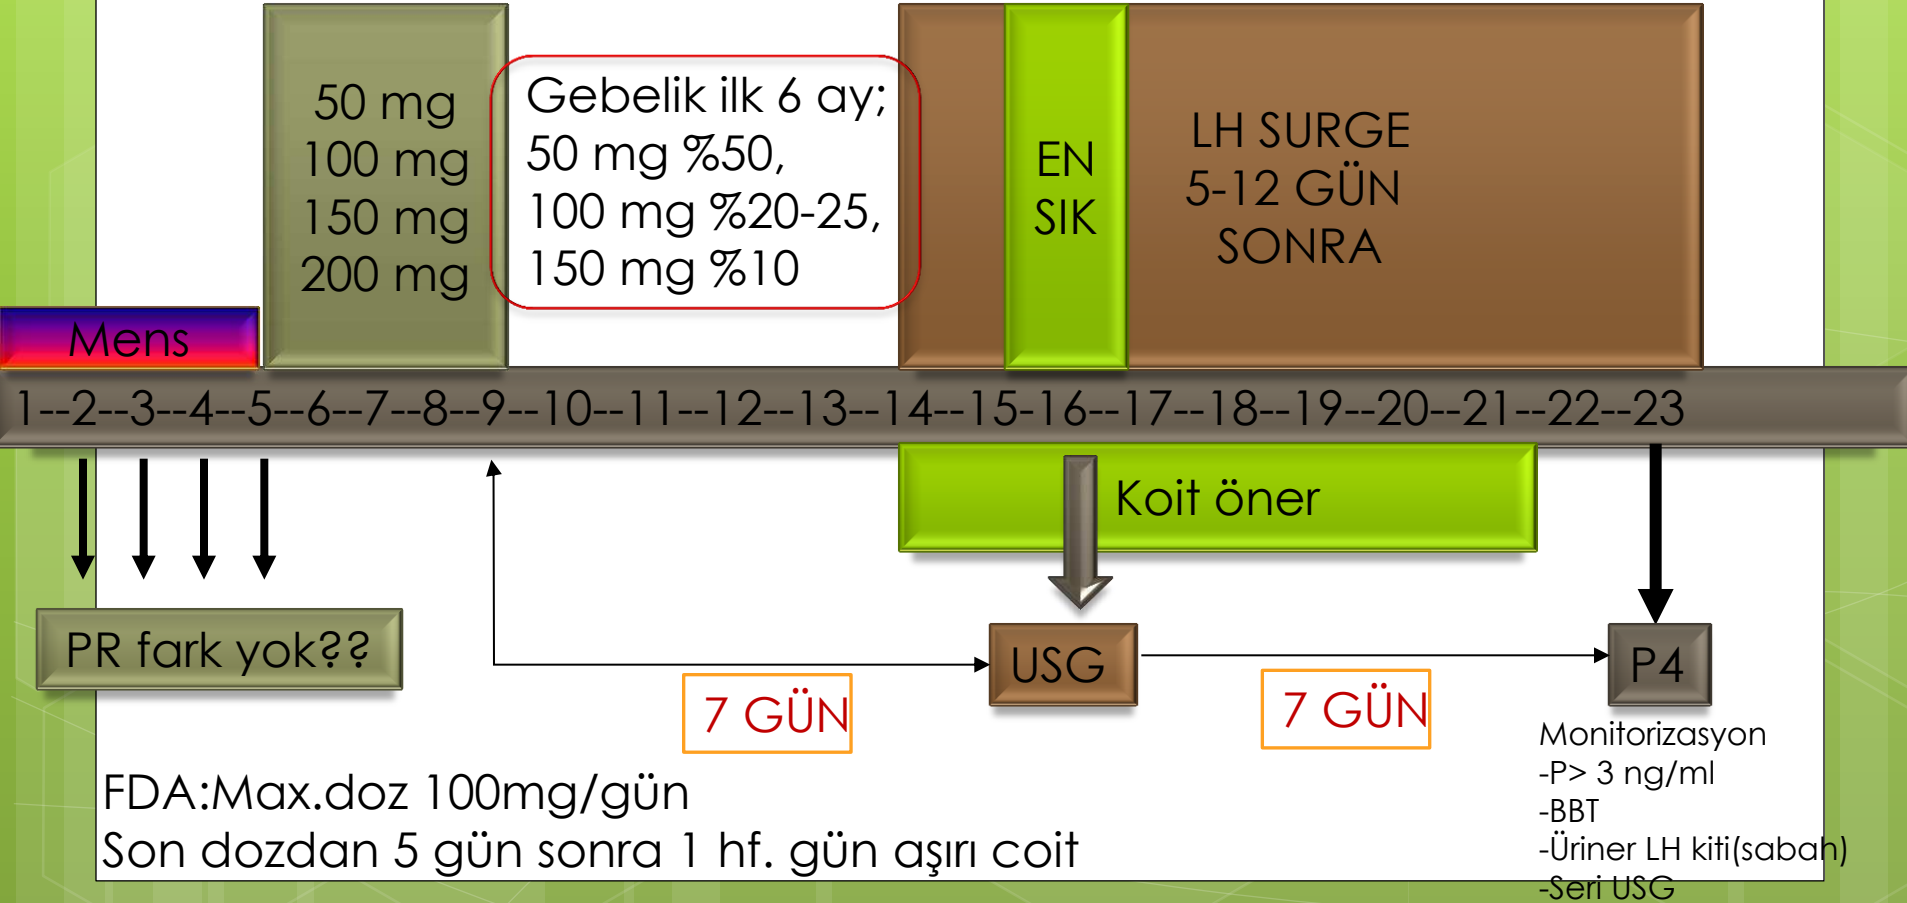 50 mg
100 mg
150 mg
200 mg
Gebelik ilk 6 ay;
50 mg %50,
100 mg %20-25,
150 mg %10
EN
SIK
LH SURGE
5-12 GÜN
SONRA
Mens
1--2--3--4--5--6--7--8--9--10--11--12--13--14--15-16--17--18--19--20--21--22--23
Koit öner
PR fark yok??
USG
P4
7 GÜN
7 GÜN
Monitorizasyon
-P> 3 ng/ml
-BBT
-Üriner LH kiti(sabah)
-Seri USG
FDA:Max.doz 100mg/gün
Son dozdan 5 gün sonra 1 hf. gün aşırı coit